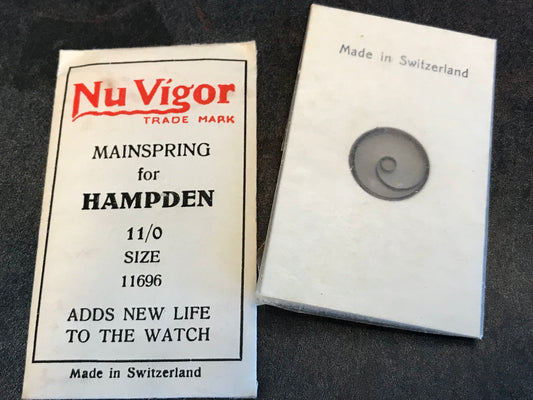 Nu Vigor
TRADE MARK
MAINSPRING
for
HAMPDEN
11/0
SIZE
11696
ADDS NEW LIFE
TO THE WATCH
Made in Switzerland
Made in Switzerland